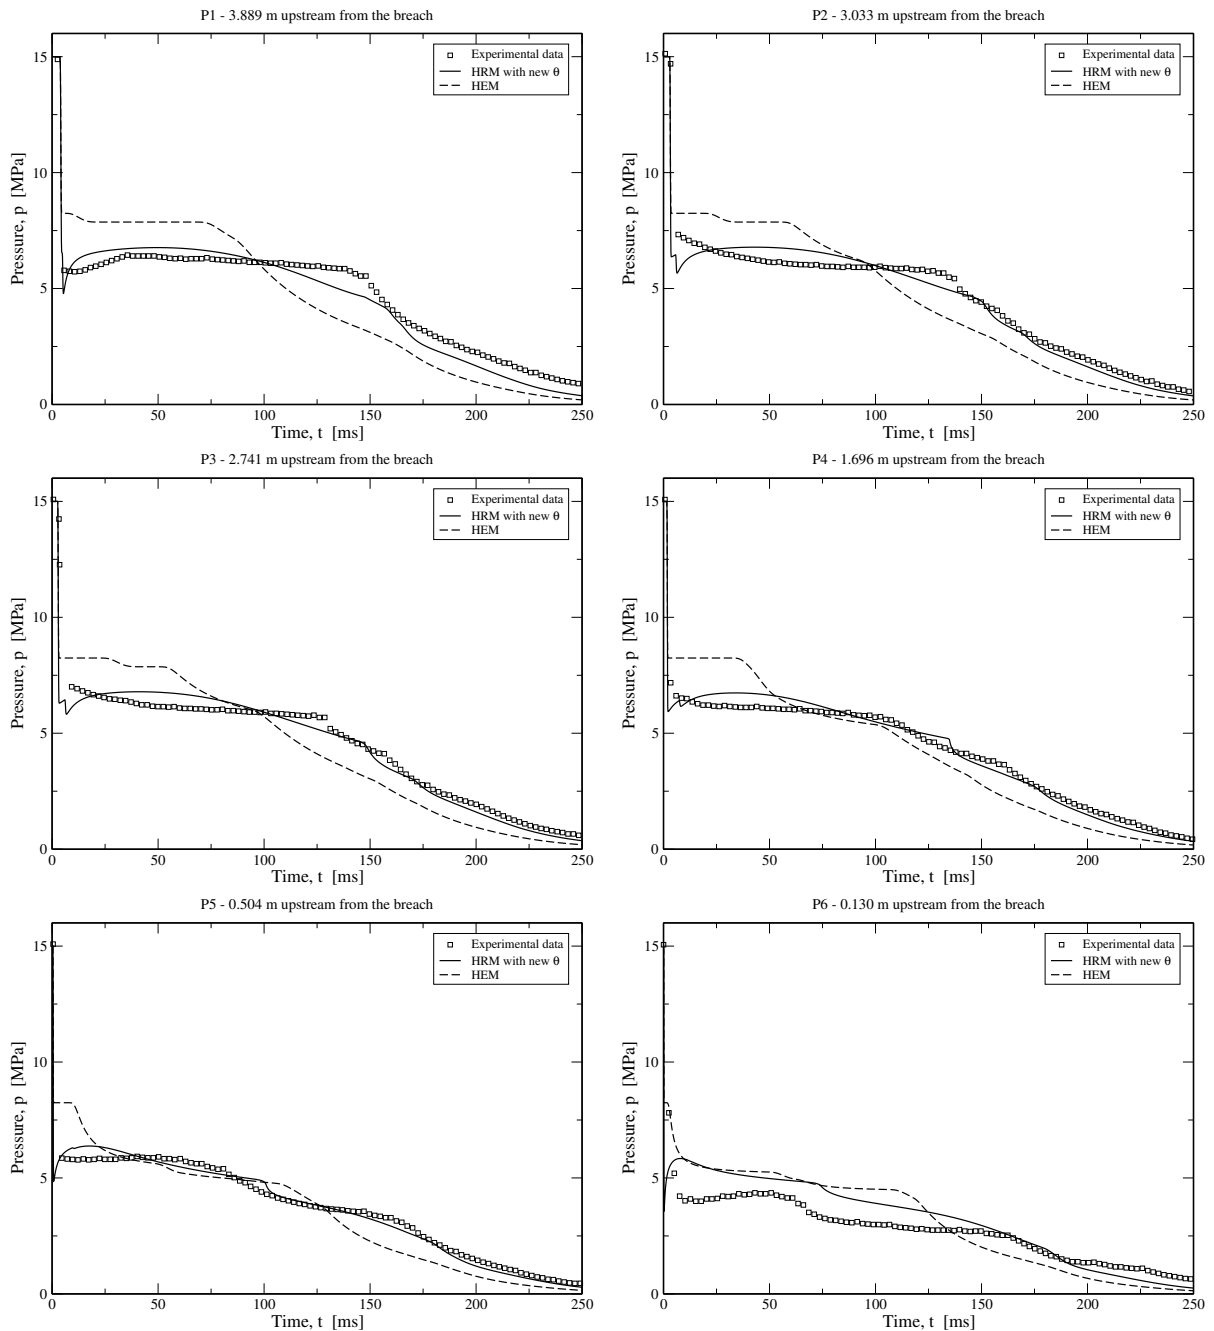 P1 - 3.889 m upstream from the breach
Experimental data
HRM with new θ
HEM
Pressure, p [MPa]
15
10
5
0
0 50 100 150 200 250
Time, t [ms]
P2 - 3.033 m upstream from the breach
Experimental data
HRM with new θ
HEM
Pressure, p [MPa]
15
10
5
0
0 50 100 150 200 250
Time, t [ms]
P3 - 2.741 m upstream from the breach
Experimental data
HRM with new θ
HEM
Pressure, p [MPa]
15
10
5
0
0 50 100 150 200 250
Time, t [ms]
P4 - 1.696 m upstream from the breach
Experimental data
HRM with new θ
HEM
Pressure, p [MPa]
15
10
5
0
0 50 100 150 200 250
Time, t [ms]
P5 - 0.504 m upstream from the breach
Experimental data
HRM with new θ
HEM
Pressure, p [MPa]
15
10
5
0
0 50 100 150 200 250
Time, t [ms]
P6 - 0.130 m upstream from the breach
Experimental data
HRM with new θ
HEM
Pressure, p [MPa]
15
10
5
0
0 50 100 150 200 250
Time, t [ms]